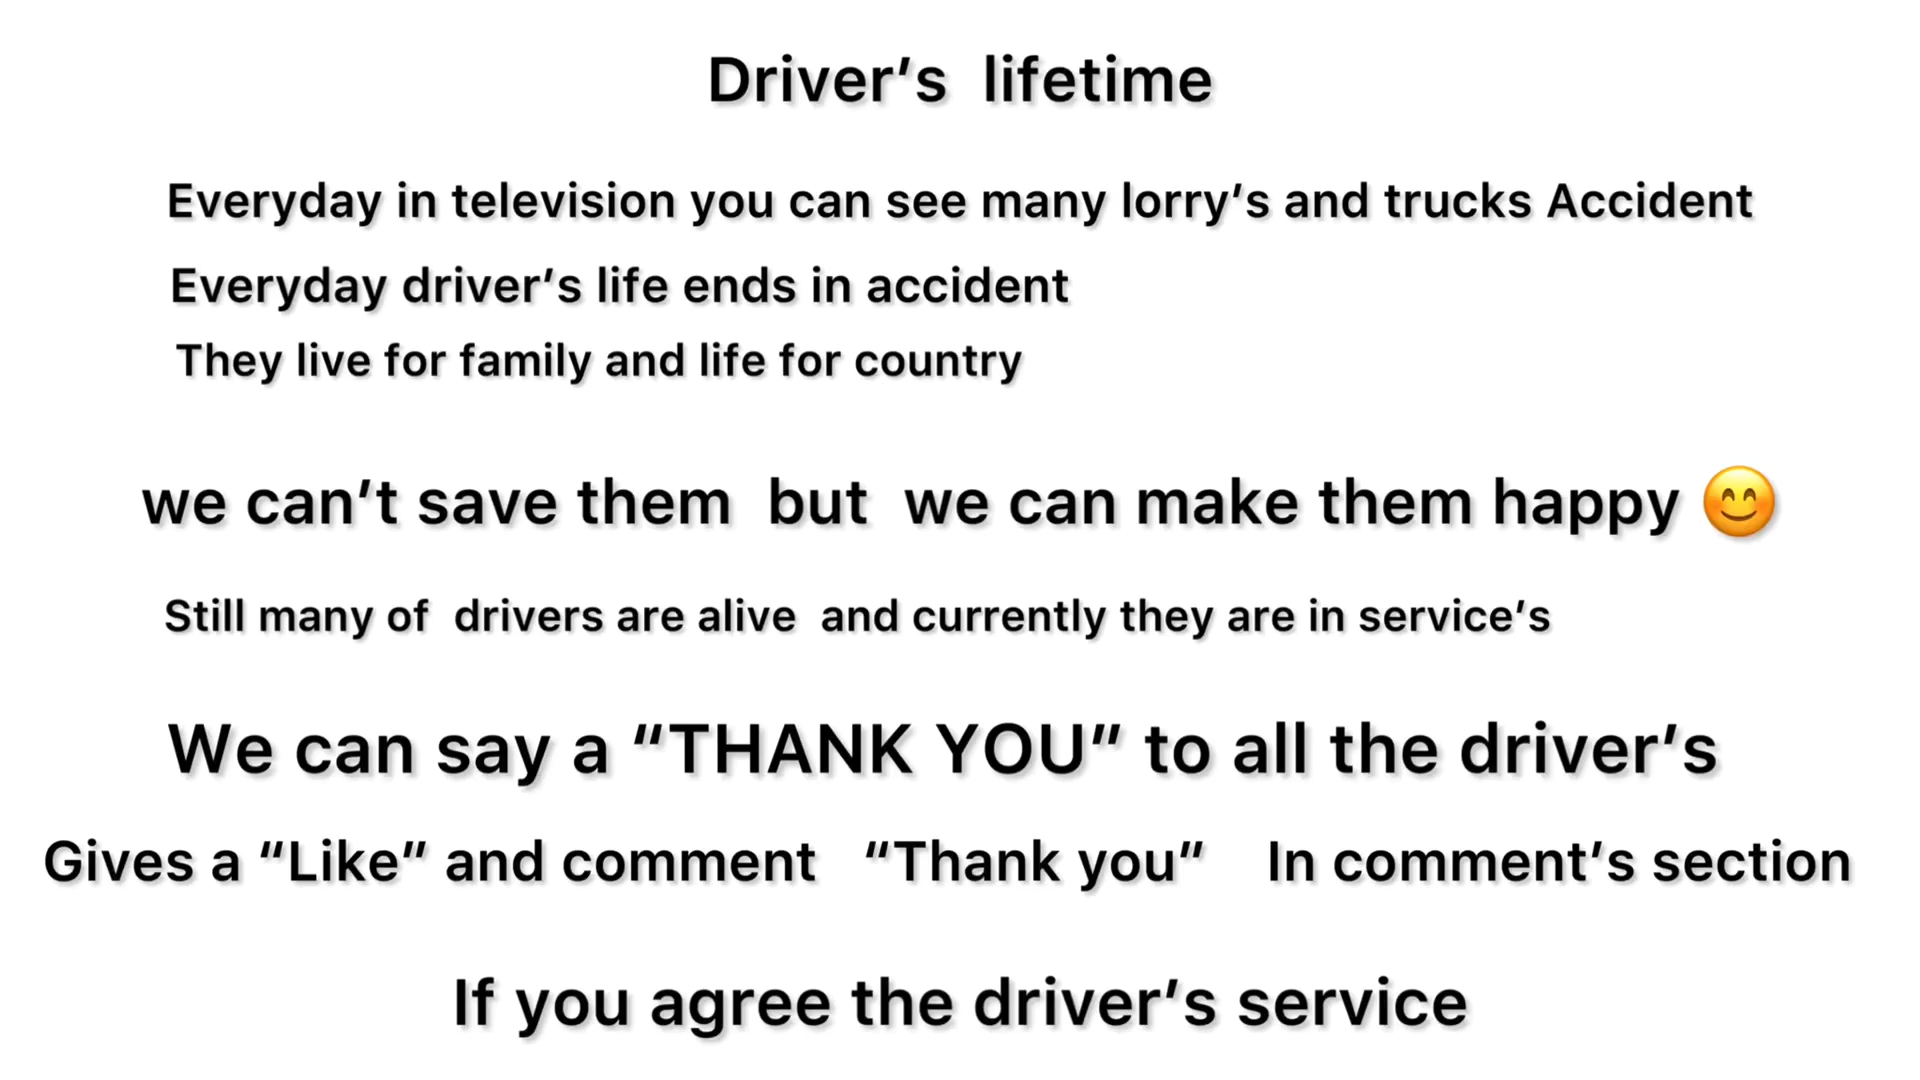 Driver’s lifetime
Everyday in television you can see many lorry’s and trucks Accident
Everyday driver’s life ends in accident
They live for family and life for country
we can’t save them but we can make them happy 😊
Still many of drivers are alive and currently they are in service’s
We can say a “THANK YOU” to all the driver’s
Gives a “Like” and comment “Thank you” In comment’s section
If you agree the driver’s service